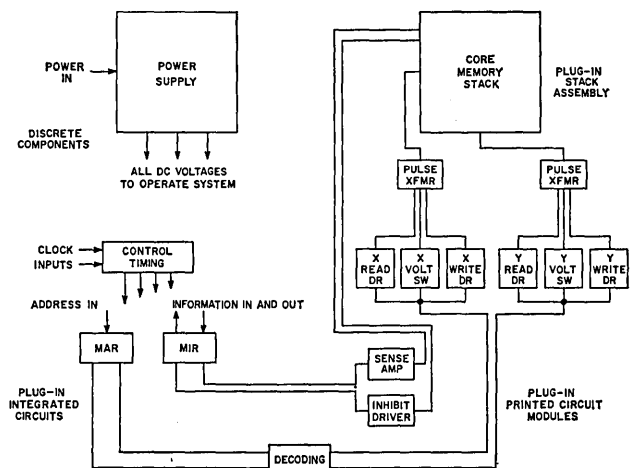 POWER
IN
POWER
SUPPLY
CORE
MEMORY
STACK
PLUG-IN
STACK
ASSEMBLY
DISCRETE
COMPONENTS
ALL DC VOLTAGES
TO OPERATE SYSTEM
PULSE
XFMR
PULSE
XFMR
CLOCK
INPUTS
CONTROL
TIMING
X
READ
DR
X
VOLT
SW
X
WRITE
DR
Y
READ
DR
Y
VOLT
SW
Y
WRITE
DR
ADDRESS IN
INFORMATION IN AND OUT
MAR
MIR
SENSE
AMP
INHIBIT
DRIVER
PLUG-IN
INTEGRATED
CIRCUITS
PLUG-IN
PRINTED CIRCUIT
MODULES
DECODING